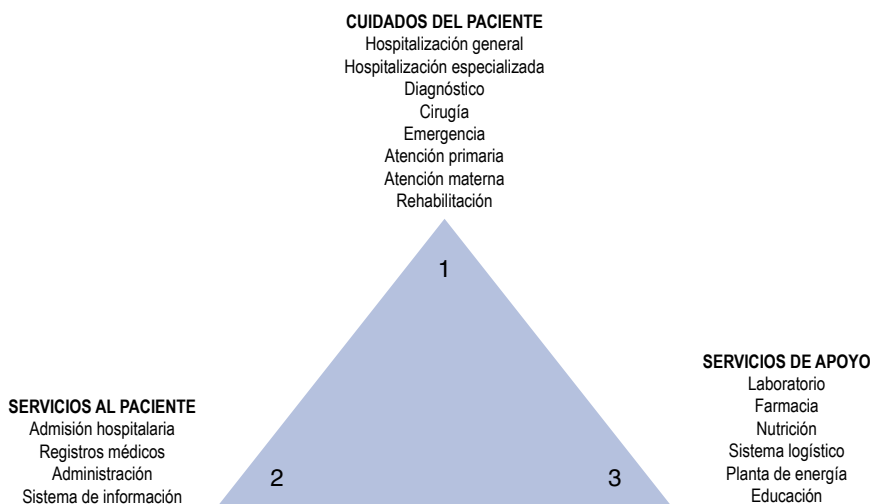 CUIDADOS DEL PACIENTE
Hospitalización general
Hospitalización especializada
Diagnóstico
Cirugía
Emergencia
Atención primaria
Atención materna
Rehabilitación
1
SERVICIOS AL PACIENTE
Admisión hospitalaria
Registros médicos
Administración
Sistema de información
2
3
SERVICIOS DE APOYO
Laboratorio
Farmacia
Nutrición
Sistema logístico
Planta de energía
Educación